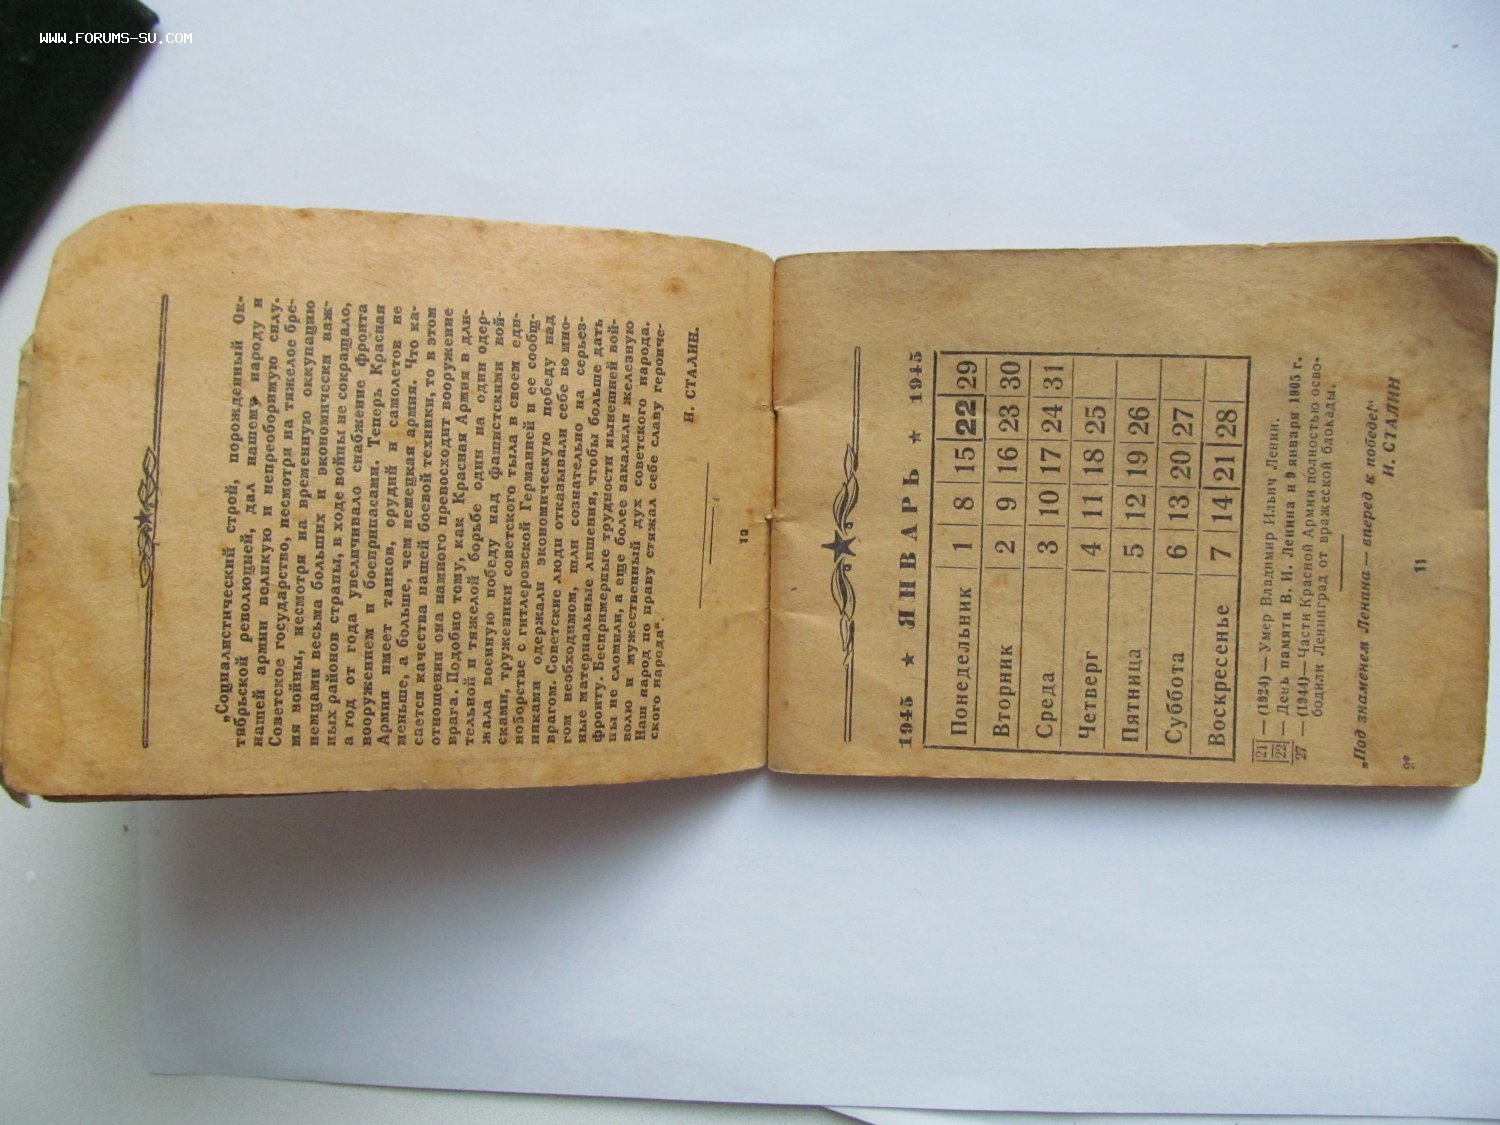 WWW.FORUMS-SU.COM
„Социалистический строй, порожденный Ок-
тябрьской революцией, дал нашему народу и
нашей армии великую и непреоборимую силу.
Советское государство, несмотря на тяжелое бре-
мя войны, несмотря на временную оккупацию
немцами весьма больших и экономически важ-
ных районов страны, в ходе войны не сокращало,
а год от года увеличивало снабжение фронта
вооружением и боеприпасами. Теперь Красная
Армия имеет танков, орудий и самолетов не
меньше, а больше, чем немецкая армия. Что ка-
сается качества нашей боевой техники, то в этом
отношении она намного превосходит вооружение
врага. Подобно тому, как Красная Армия в дли-
тельной и тяжелой борьбе один на один одер-
жала военную победу над фашистскими вой-
сками, труженики советского тыла в своем еди-
ноборстве с гитлеровской Германией и ее сообщ-
никами одержали экономическую победу над
врагом. Советские люди отказывали себе во мно-
гом необходимом, шли сознательно на серьез-
ные материальные лишения, чтобы больше дать
фронту. Беспримерные трудности нынешней вой-
ны не сломили, а еще более закалили железную
волю и мужественный дух советского народа.
Наш народ по праву стяжал себе славу героиче-
ского народа“.
И. СТАЛИН.
10
1945 ★ ЯНВАРЬ ★ 1945
Понедельник 1 8 15 22 29
Вторник 2 9 16 23 30
Среда 3 10 17 24 31
Четверг 4 11 18 25
Пятница 5 12 19 26
Суббота 6 13 20 27
Воскресенье 7 14 21 28
21 — (1924) — Умер Владимир Ильич Ленин.
22 — День памяти В. И. Ленина и 9 января 1905 г.
27 — (1944) — Части Красной Армии полностью осво-
бодили Ленинград от вражеской блокады.
„Под знаменем Ленина — вперед к победе!“
И. СТАЛИН
2*
11